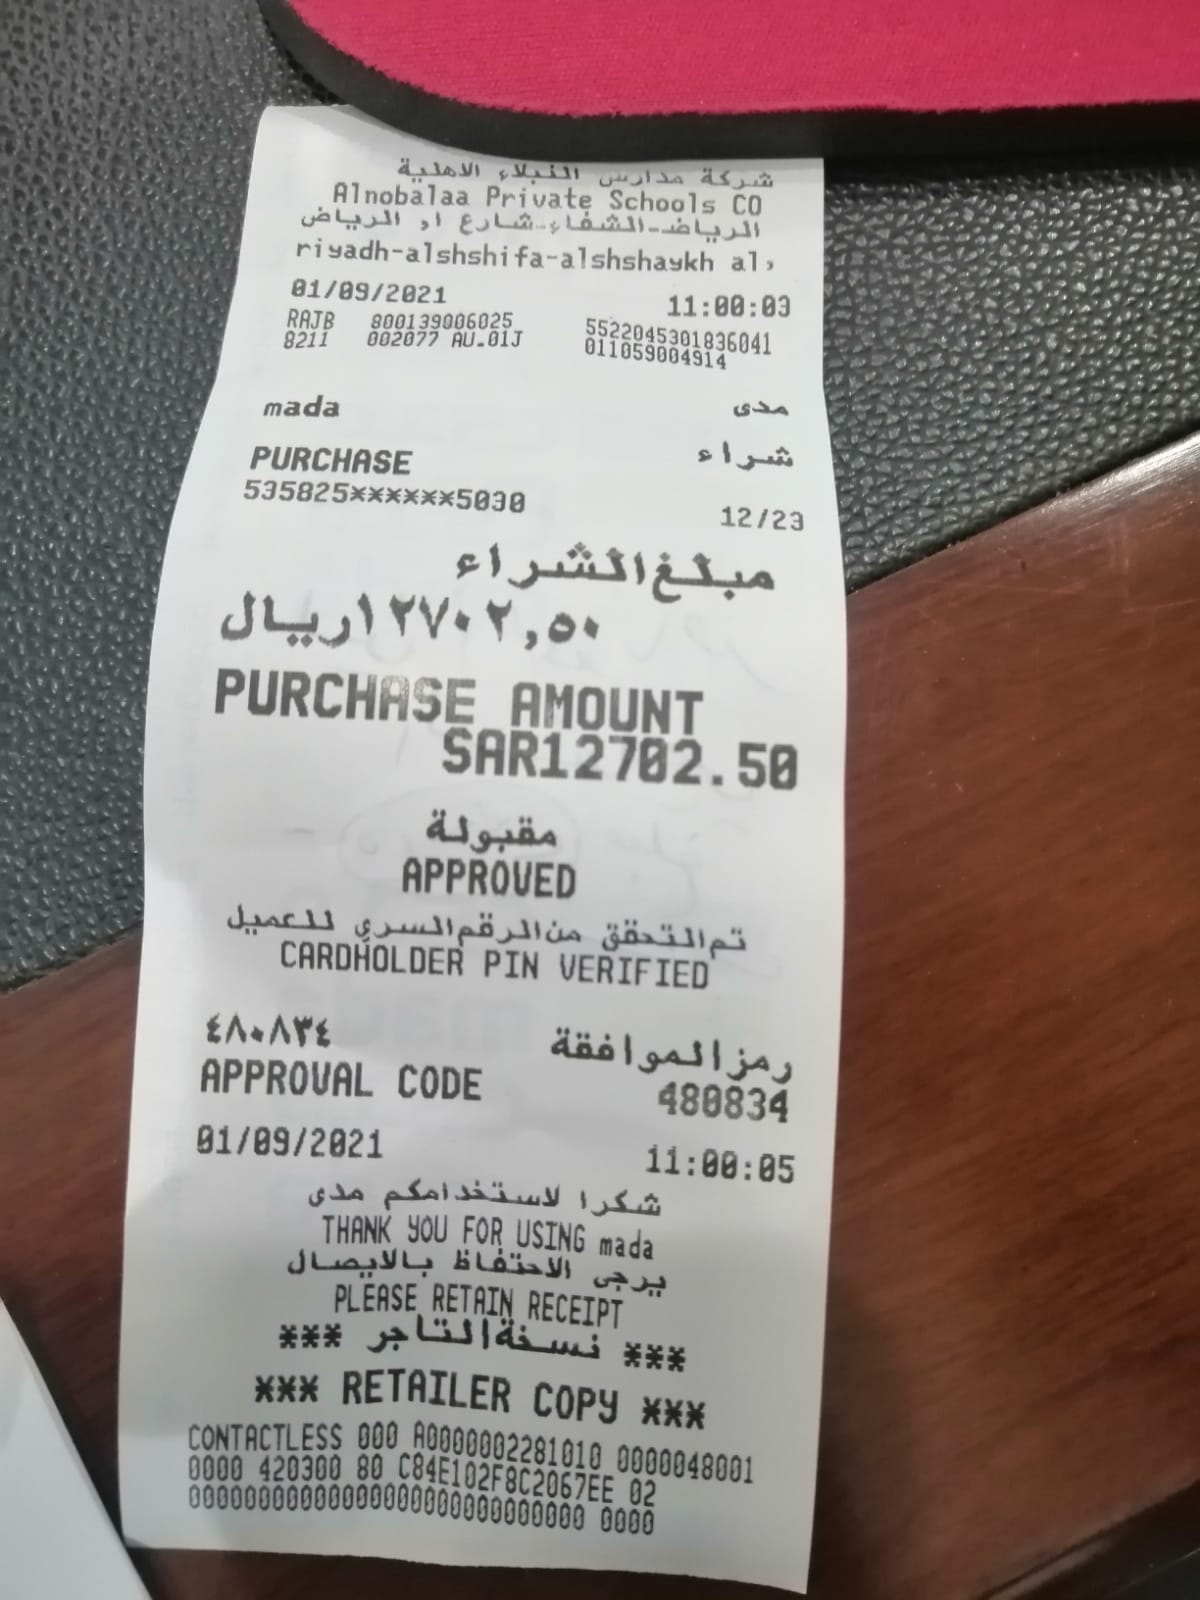 شركة مدارس النبلاء الاهلية
Alnobalaa Private Schools CO
الرياض-الشفاء-شارع ا, الرياض
riyadh-alshshifa-alshshaykh al,
01/09/2021 11:00:03
RAJB 800139006025 5522045301836041
8211 002077 AU.01J 011059004914
mada مدى
PURCHASE شراء
535825******5030 12/23
مبلغ الشراء
١٢٧٠٢,٥٠ ريال
PURCHASE AMOUNT
SAR12702.50
مقبولة
APPROVED
تم التحقق من الرقم السري للعميل
CARDHOLDER PIN VERIFIED
٤٨٠٨٣٤ رمز الموافقة
APPROVAL CODE 480834
01/09/2021 11:00:05
شكرا لاستخدامكم مدى
THANK YOU FOR USING mada
يرجى الاحتفاظ بالايصال
PLEASE RETAIN RECEIPT
*** نسخة التاجر ***
*** RETAILER COPY ***
CONTACTLESS 000 A0000002281010 0000048001
0000 420300 80 C84E102F8C2067EE 02
0000000000000000000000000000 0000